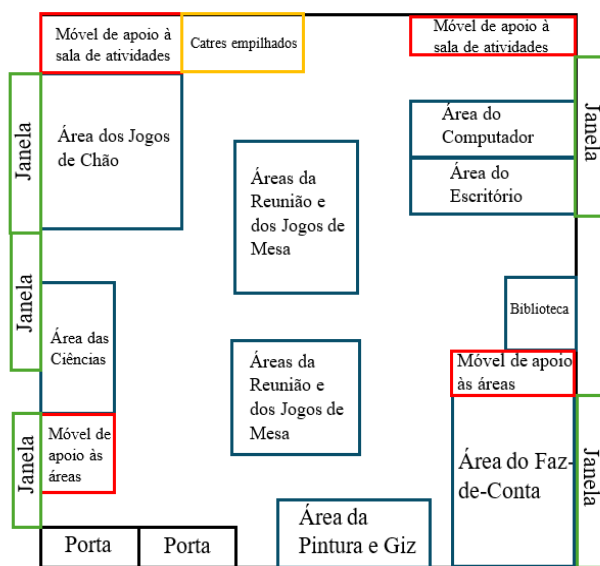 Móvel de apoio à
sala de atividades
Catres empilhados
Móvel de apoio à
sala de atividades
Janela
Área dos Jogos
de Chão
Áreas da
Reunião e
dos Jogos de
Mesa
Área do
Computador
Área do
Escritório
Janela
Janela
Área das
Ciências
Biblioteca
Áreas da
Reunião e
dos Jogos de
Mesa
Móvel de apoio
às áreas
Janela
Móvel de
apoio às
áreas
Área do Faz-
de-Conta
Janela
Porta
Porta
Área da
Pintura e Giz